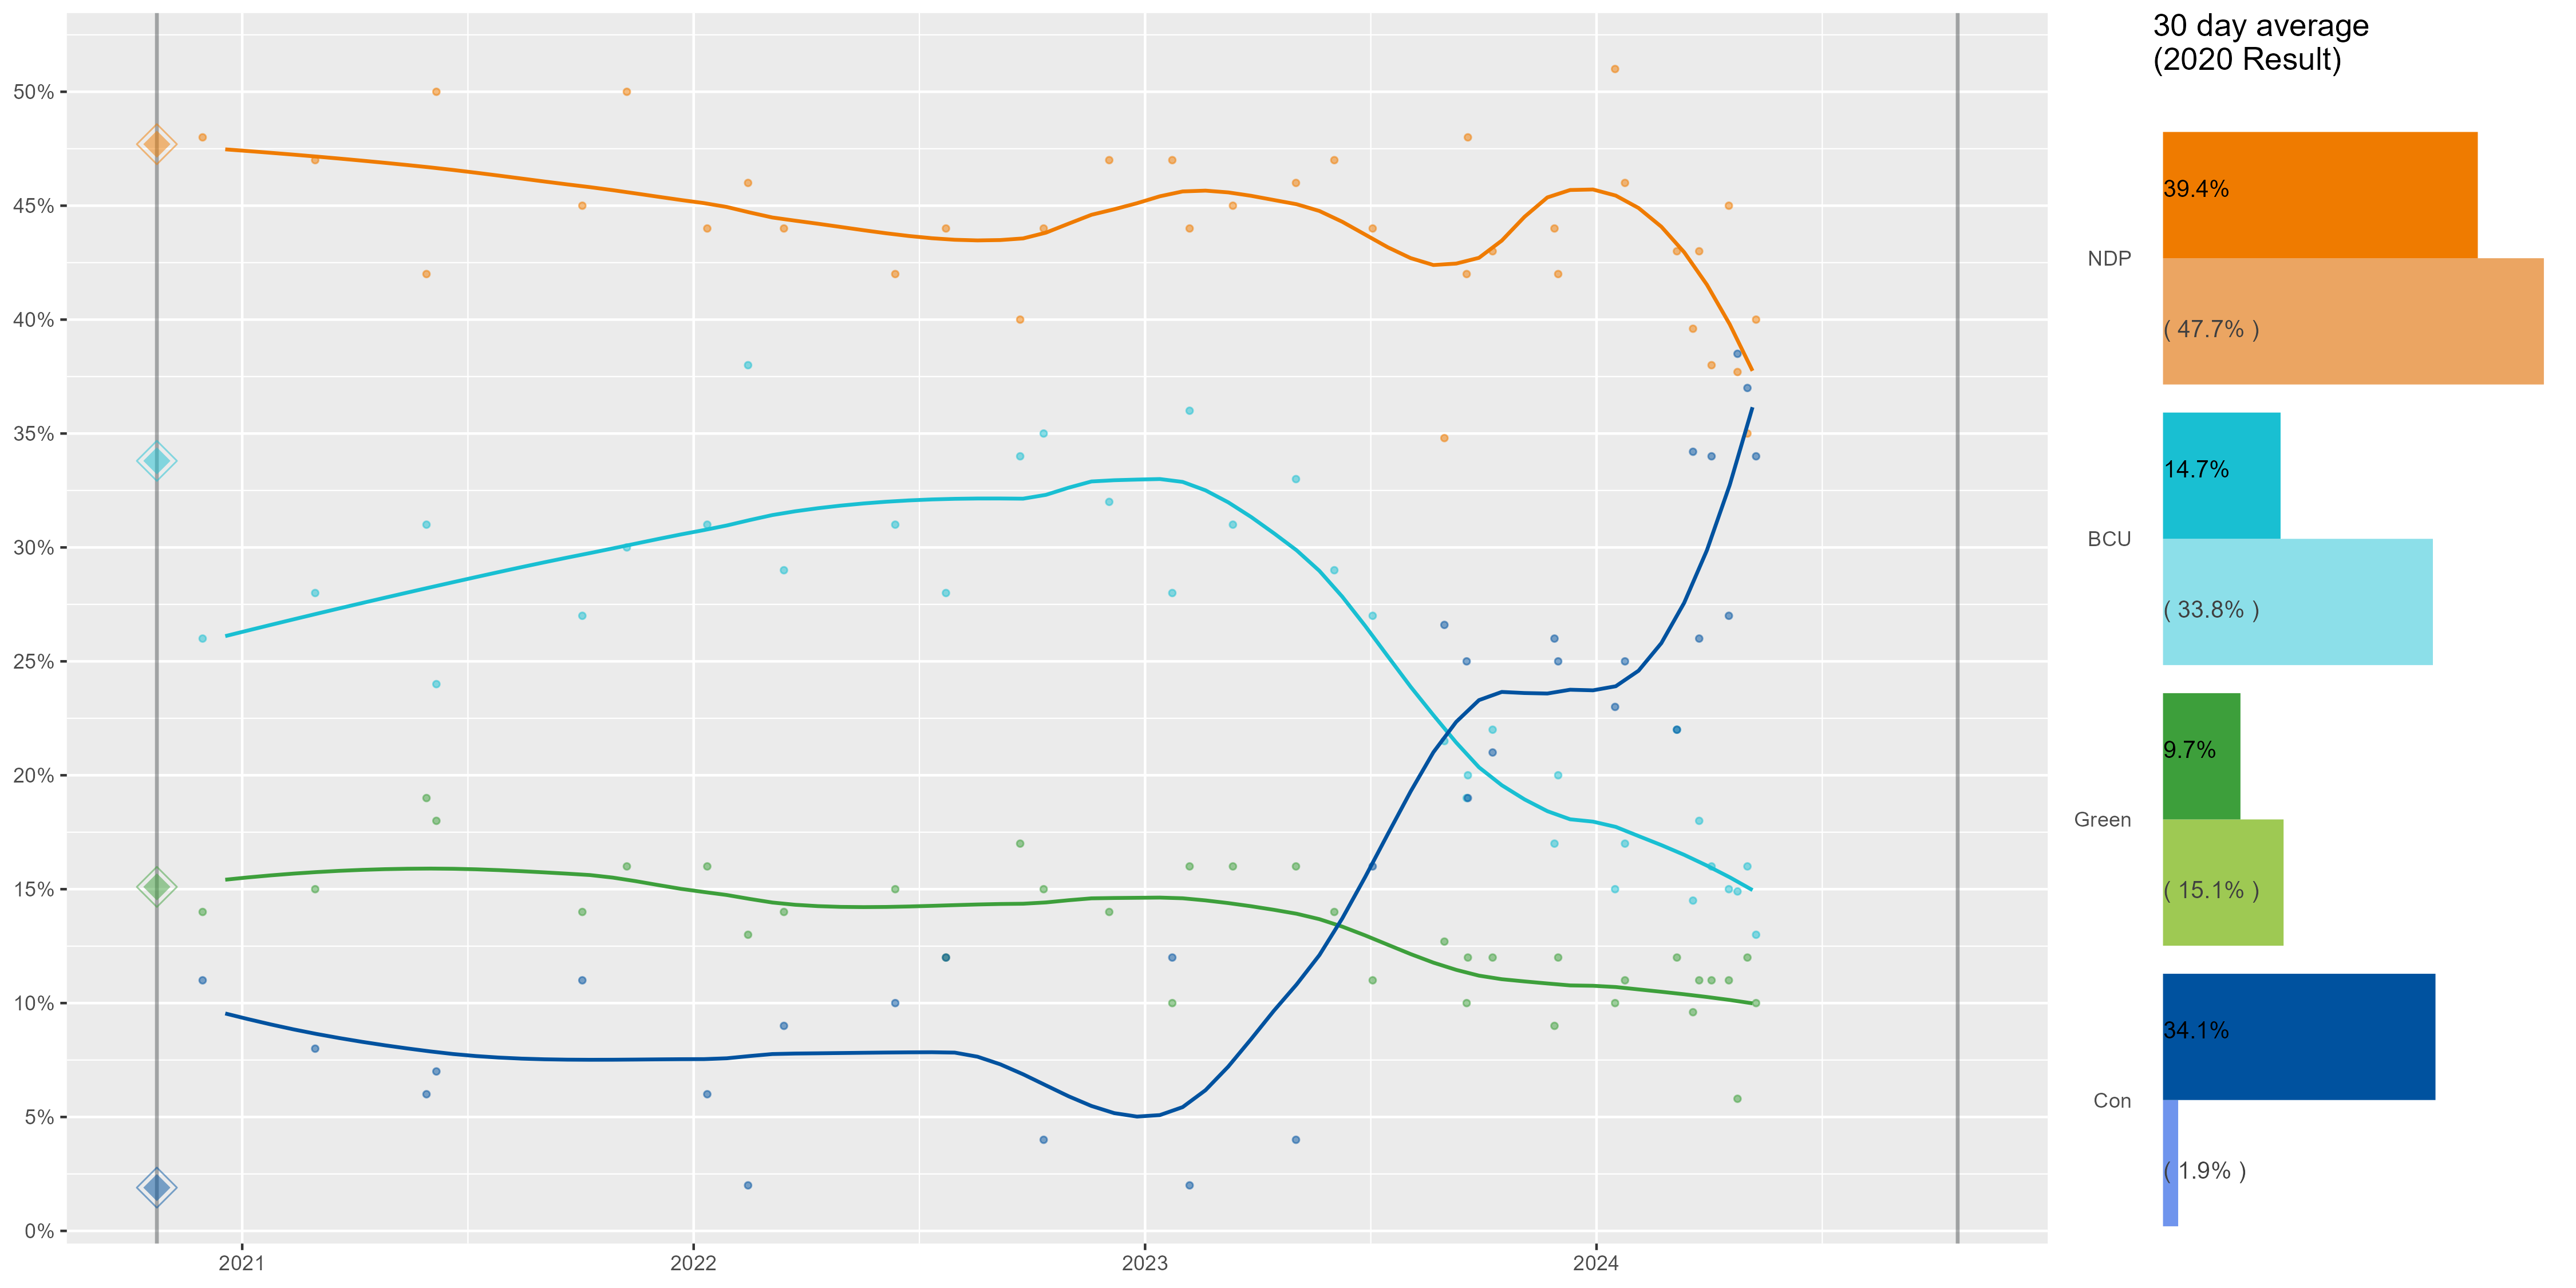 30 day average
(2020 Result)
50%
45%
40%
35%
30%
25%
20%
15%
10%
5%
0%
2021
2022
2023
2024
NDP
39.4%
( 47.7% )
BCU
14.7%
( 33.8% )
Green
9.7%
( 15.1% )
Con
34.1%
( 1.9% )